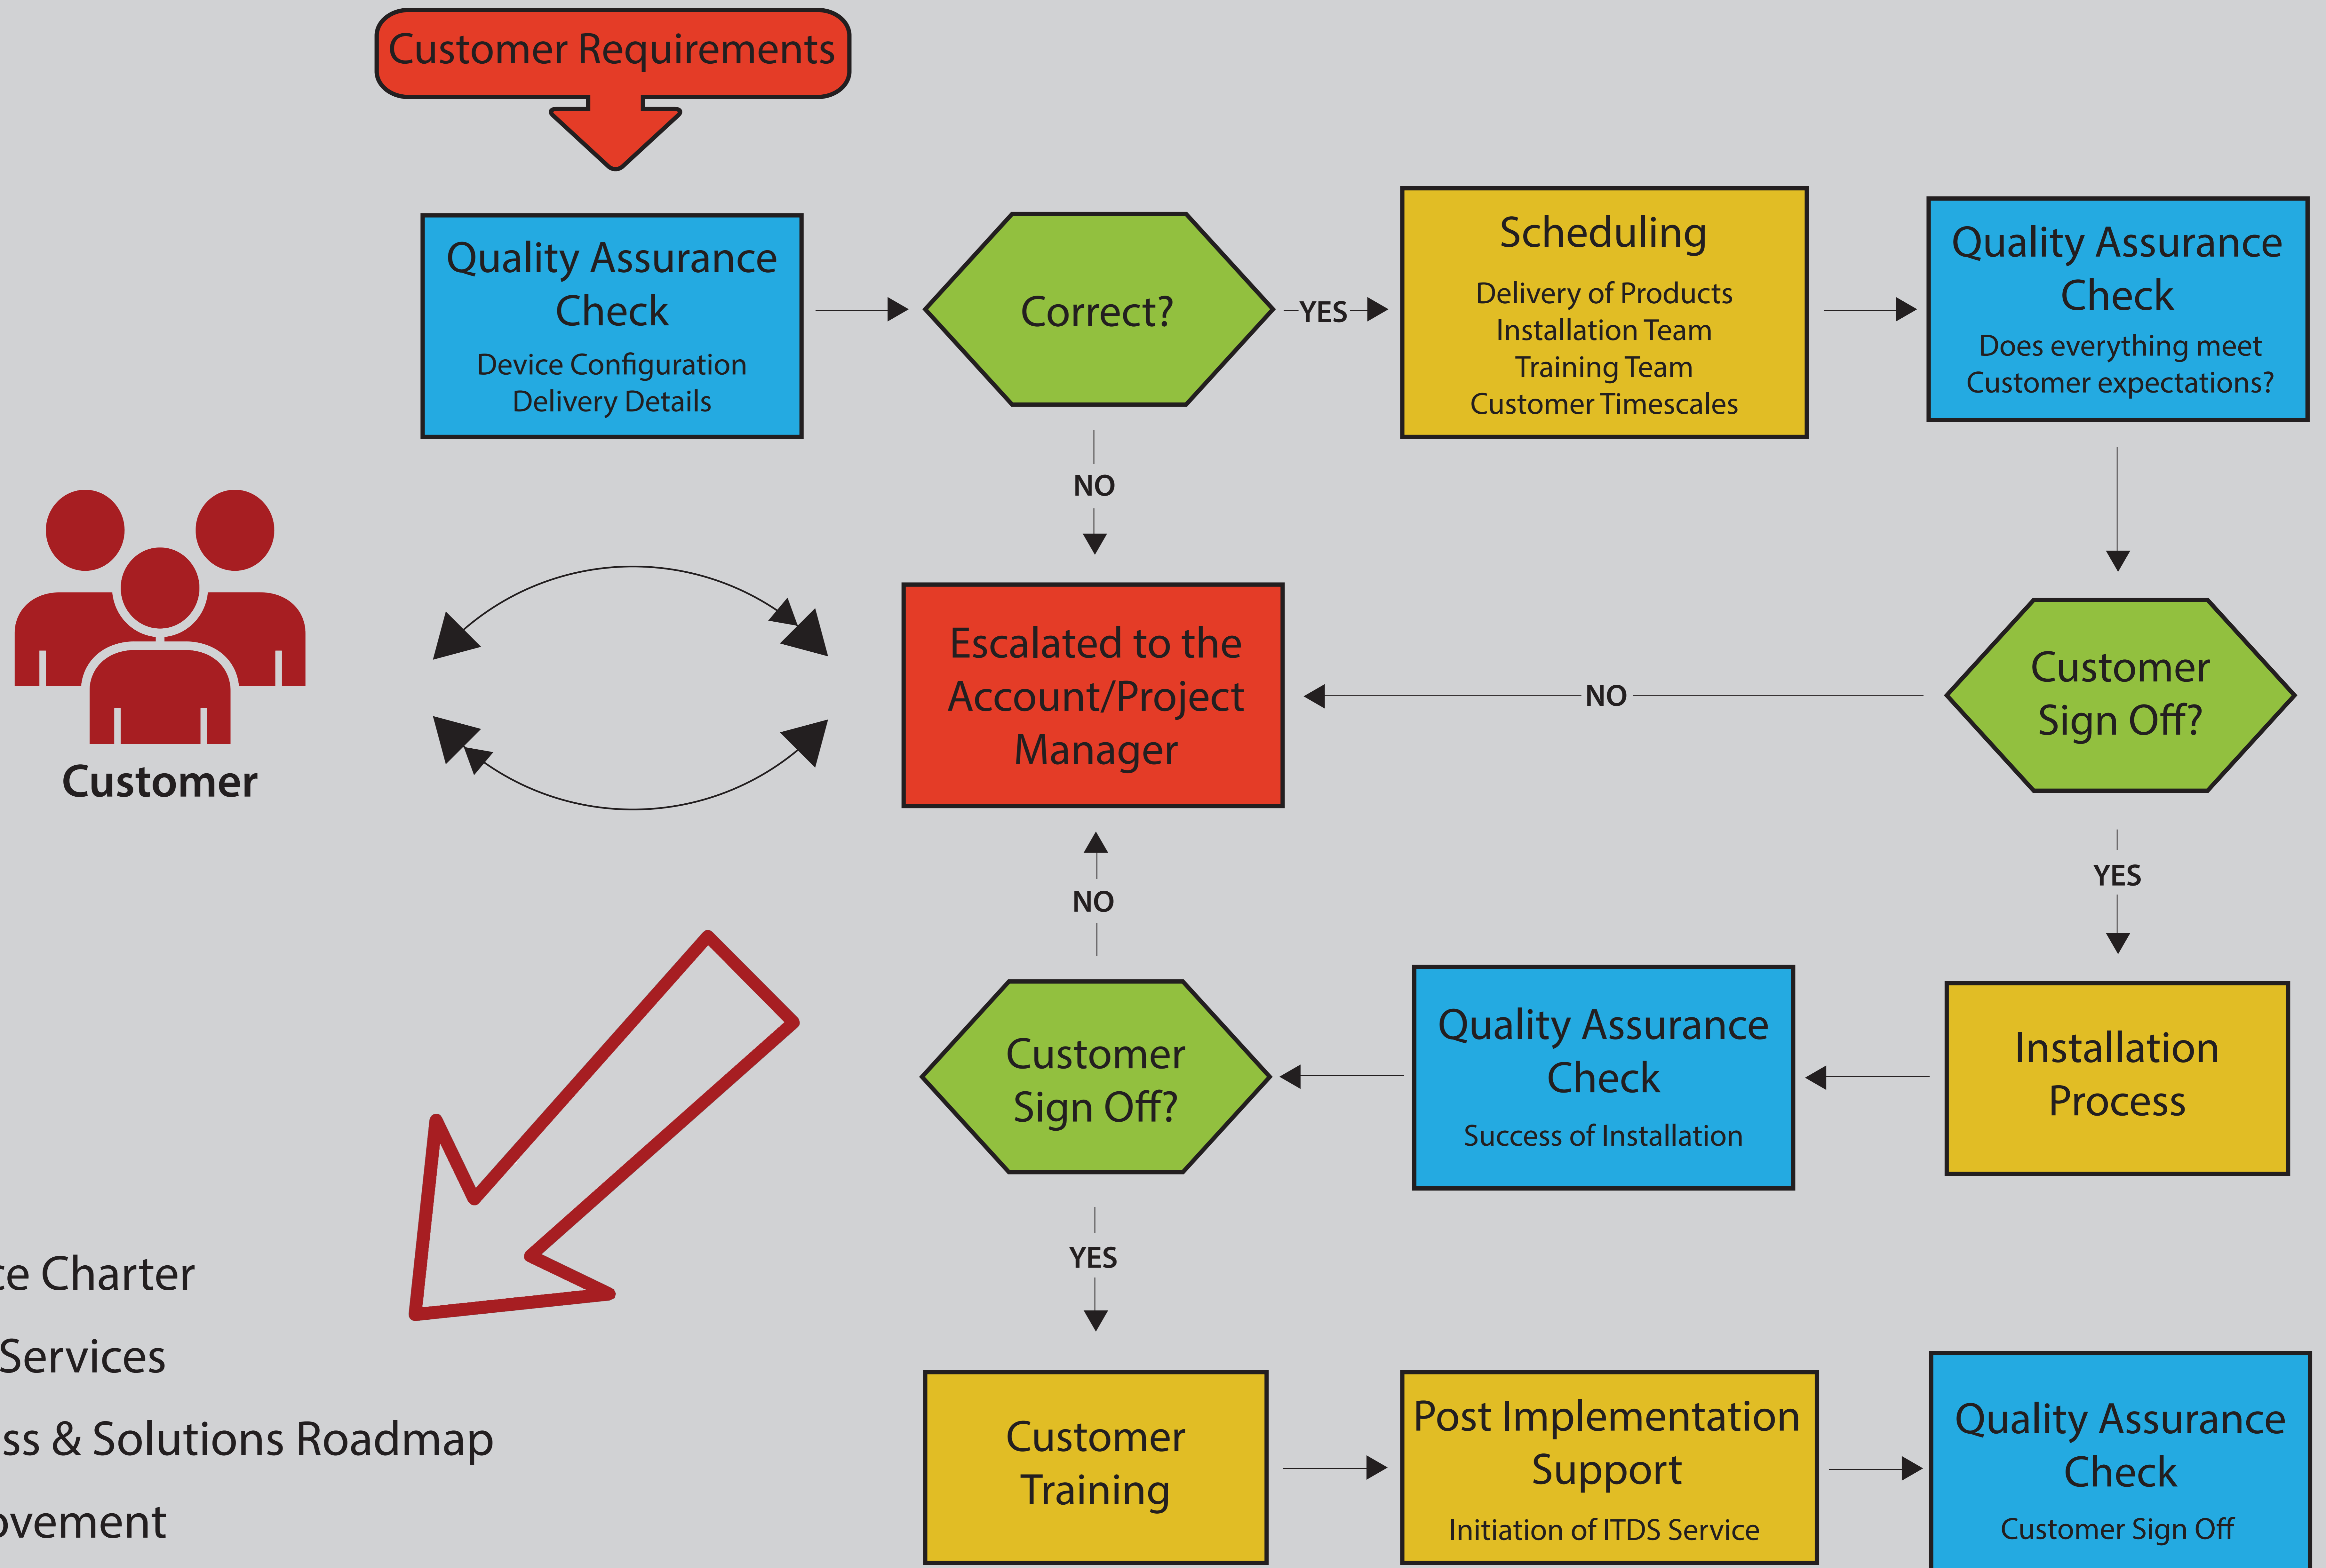 Customer Requirements
Quality Assurance
Check
Device Configuration
Delivery Details
Correct?
YES
Scheduling
Delivery of Products
Installation Team
Training Team
Customer Timescales
Quality Assurance
Check
Does everything meet
Customer expectations?
NO
Customer
Escalated to the
Account/Project
Manager
NO
Customer
Sign Off?
YES
NO
Customer
Sign Off?
Quality Assurance
Check
Success of Installation
Installation
Process
YES
Charter
Services
& Solutions Roadmap
Customer
Training
Post Implementation
Support
Initiation of ITDS Service
Quality Assurance
Check
Customer Sign Off